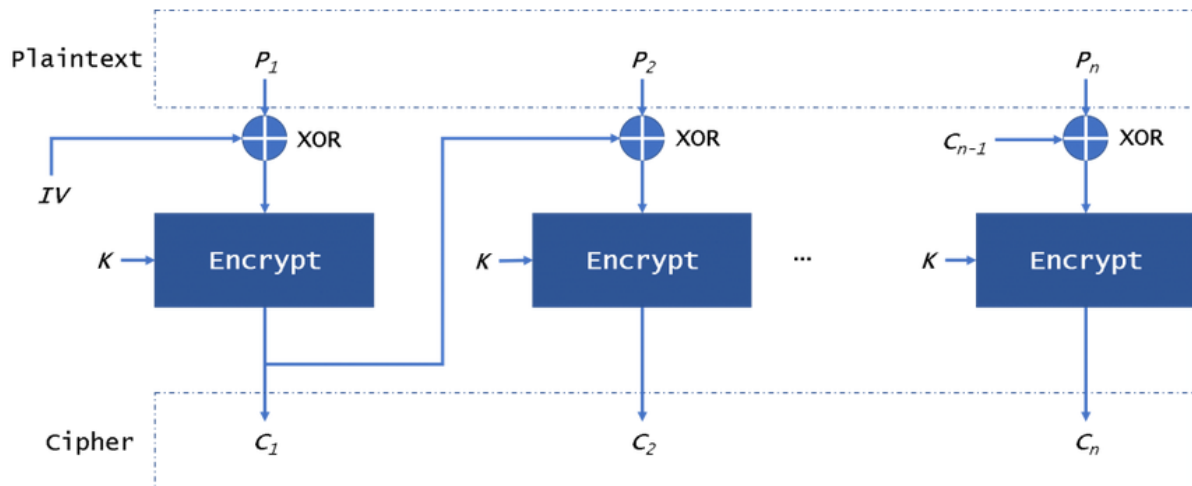 Plaintext P1 P2 Pn
XOR XOR Cn-1 XOR
IV
K Encrypt K Encrypt ... K Encrypt
Cipher C1 C2 Cn